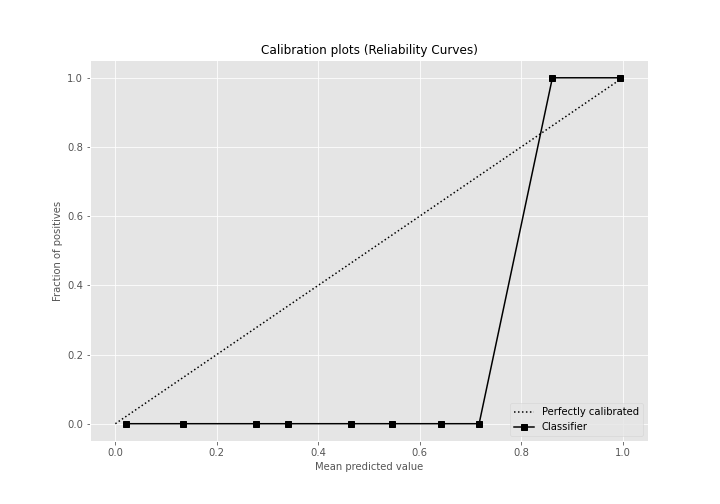 Calibration plots (Reliability Curves)
1.0
0.8
0.6
0.4
0.2
0.0
Fraction of positives
Perfectly calibrated
Classifier
0.0 0.2 0.4 0.6 0.8 1.0
Mean predicted value